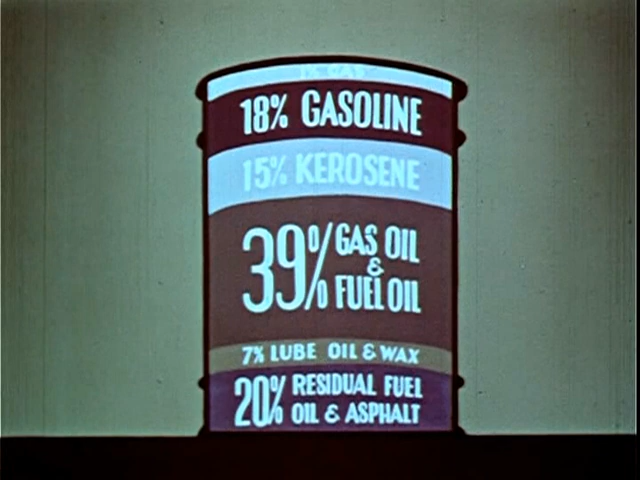 1% GAS
18% GASOLINE
15% KEROSENE
39% GAS OIL
&
FUEL OIL
7% LUBE OIL & WAX
20% RESIDUAL FUEL
OIL & ASPHALT